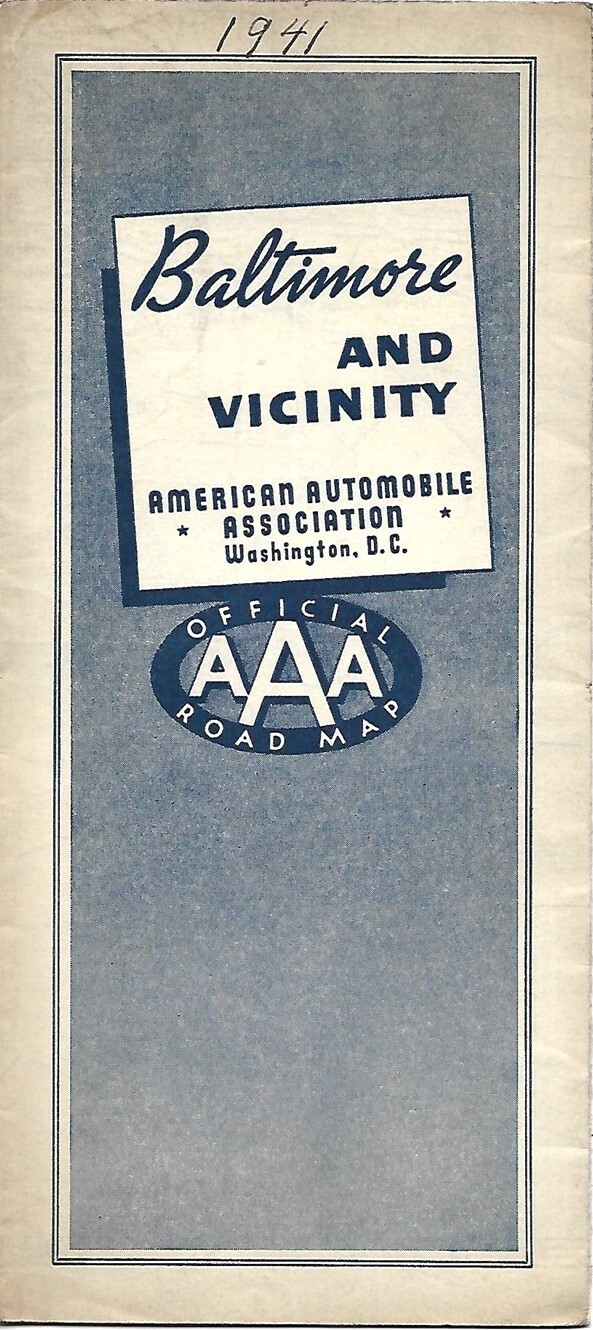 1941
Baltimore
AND
VICINITY
AMERICAN AUTOMOBILE
* ASSOCIATION *
Washington, D.C.
OFFICIAL
AAA
ROAD MAP